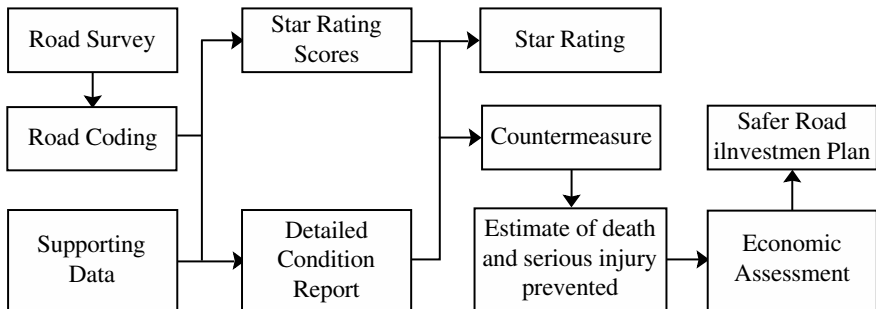 Road Survey
Road Coding
Supporting
Data
Star Rating
Scores
Detailed
Condition
Report
Star Rating
Countermeasure
Estimate of death
and serious injury
prevented
Safer Road
ilnvestmen Plan
Economic
Assessment